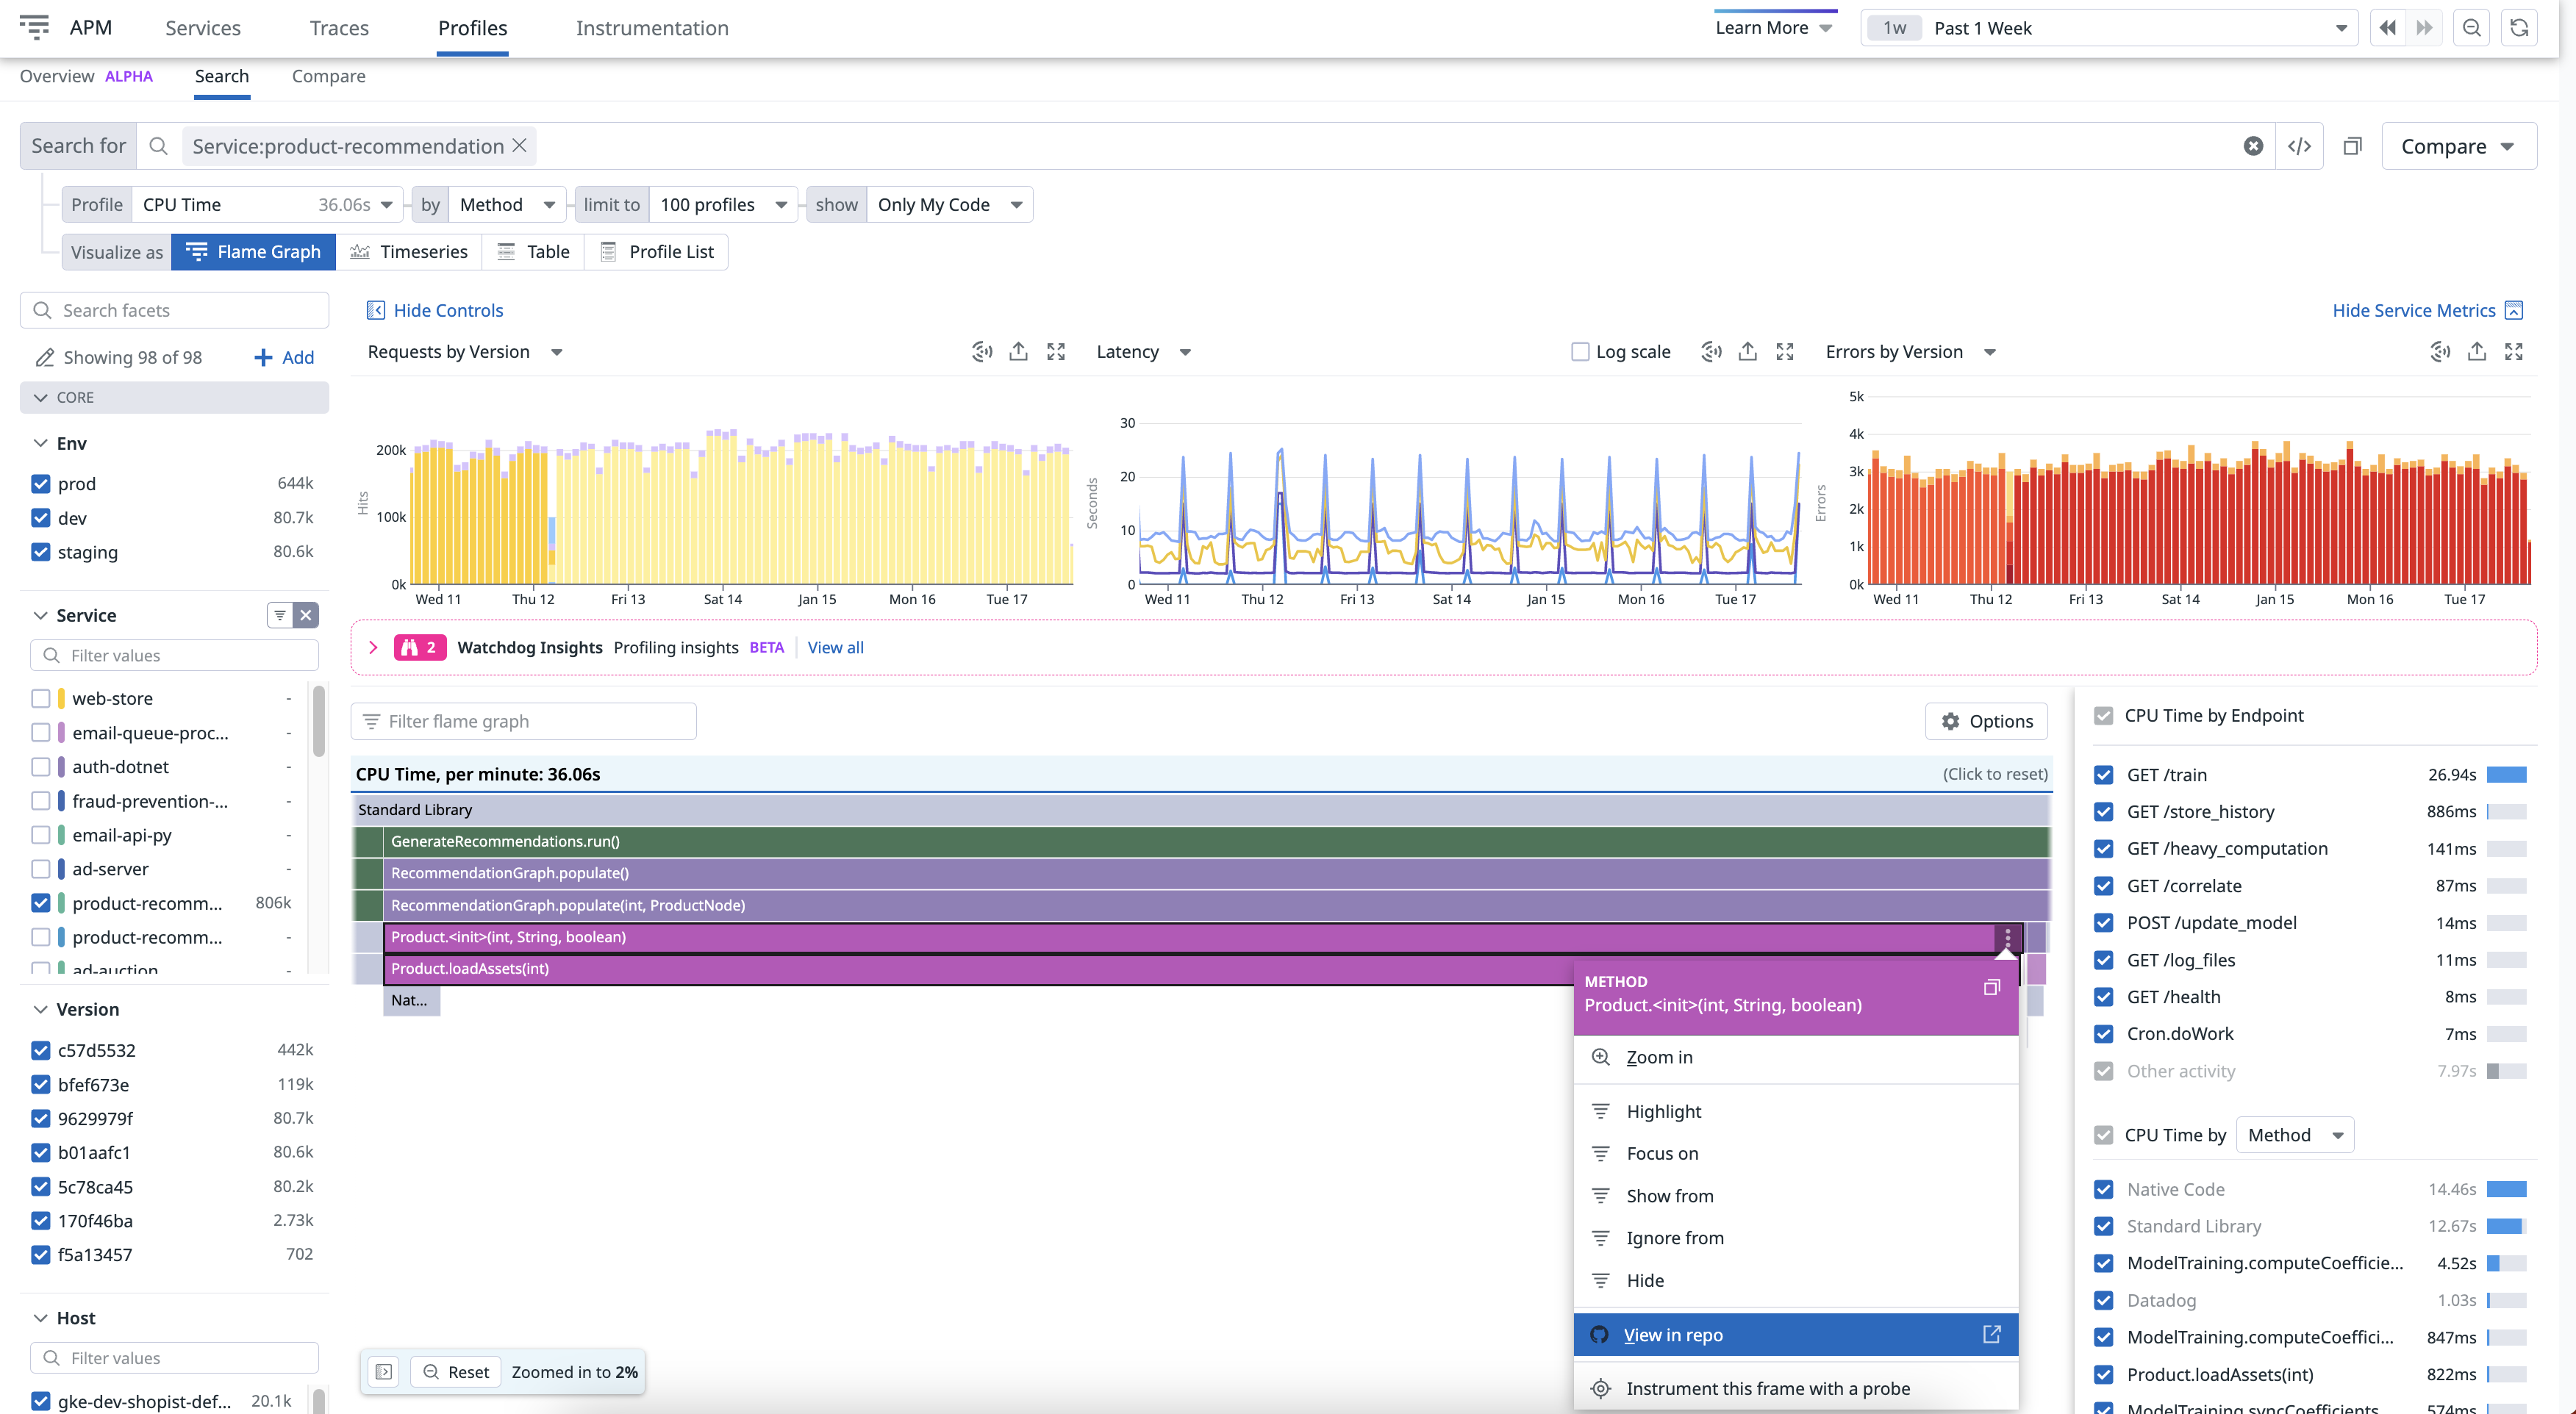 APM Services Traces Profiles Instrumentation Learn More 1w Past 1 Week
Overview ALPHA Search Compare
Search for Service:product-recommendation Compare
Profile CPU Time 36.06s by Method limit to 100 profiles show Only My Code
Visualize as Flame Graph Timeseries Table Profile List
Search facets
Showing 98 of 98 Add
CORE
Env
prod 644k
dev 80.7k
staging 80.6k
Service
Filter values
web-store -
email-queue-proc... -
auth-dotnet -
fraud-prevention-... -
email-api-py -
ad-server -
product-recomm... 806k
product-recomm... -
ad-auction -
Version
c57d5532 442k
bfef673e 119k
9629979f 80.7k
b01aafc1 80.6k
5c78ca45 80.2k
170f46ba 2.73k
f5a13457 702
Host
Filter values
gke-dev-shopist-def... 20.1k
Hide Controls
Hide Service Metrics
Requests by Version
Hits
200k
100k
0k
Wed 11 Thu 12 Fri 13 Sat 14 Jan 15 Mon 16 Tue 17
Latency
Log scale
Seconds
30
20
10
0
Wed 11 Thu 12 Fri 13 Sat 14 Jan 15 Mon 16 Tue 17
Errors by Version
Errors
5k
4k
3k
2k
1k
0k
Wed 11 Thu 12 Fri 13 Sat 14 Jan 15 Mon 16 Tue 17
2 Watchdog Insights Profiling insights BETA View all
Filter flame graph
Options
CPU Time, per minute: 36.06s (Click to reset)
Standard Library
GenerateRecommendations.run()
RecommendationGraph.populate()
RecommendationGraph.populate(int, ProductNode)
Product.<init>(int, String, boolean)
Product.loadAssets(int)
Nat...
METHOD
Product.<init>(int, String, boolean)
Zoom in
Highlight
Focus on
Show from
Ignore from
Hide
View in repo
Instrument this frame with a probe
Reset Zoomed in to 2%
CPU Time by Endpoint
GET /train 26.94s
GET /store_history 886ms
GET /heavy_computation 141ms
GET /correlate 87ms
POST /update_model 14ms
GET /log_files 11ms
GET /health 8ms
Cron.doWork 7ms
Other activity 7.97s
CPU Time by Method
Native Code 14.46s
Standard Library 12.67s
ModelTraining.computeCoefficie... 4.52s
Datadog 1.03s
ModelTraining.computeCoeffici... 847ms
Product.loadAssets(int) 822ms
ModelTraining.syncCoefficients 574ms